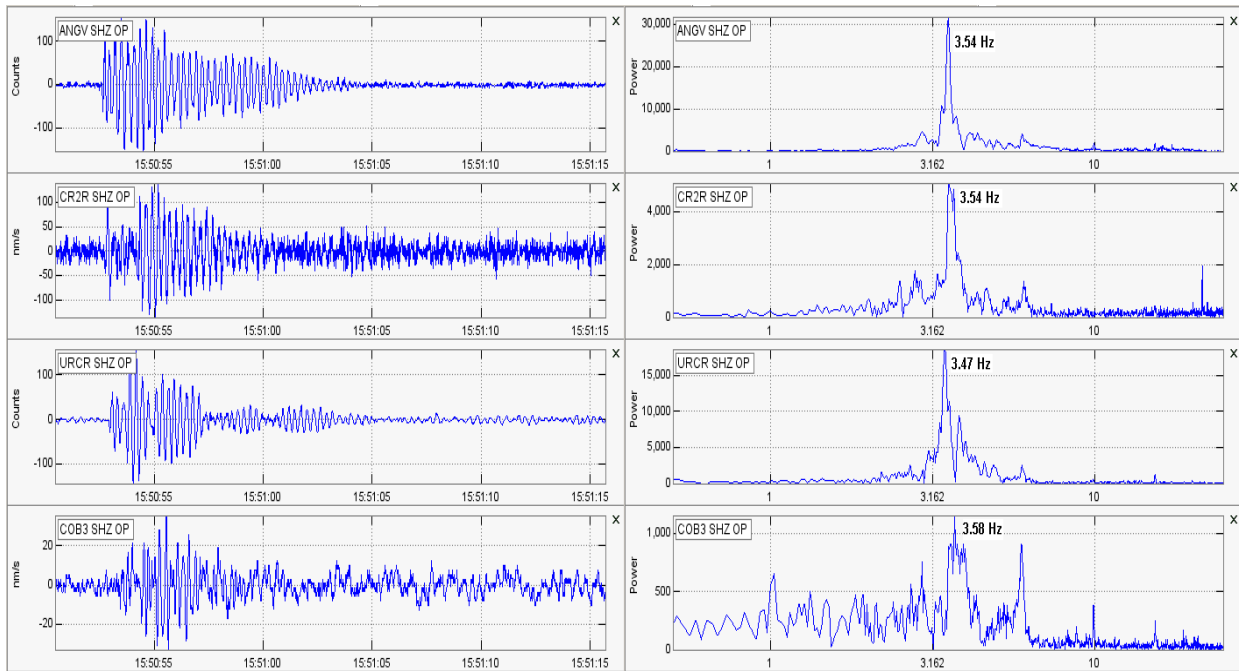 ANGV SHZ OP
x
Counts
100
0
-100
15:50:55 15:51:00 15:51:05 15:51:10 15:51:15
ANGV SHZ OP
x
3.54 Hz
Power
30,000
20,000
10,000
0
1 3.162 10
CR2R SHZ OP
x
nm/s
100
50
0
-50
-100
15:50:55 15:51:00 15:51:05 15:51:10 15:51:15
CR2R SHZ OP
x
3.54 Hz
Power
4,000
2,000
0
1 3.162 10
URCR SHZ OP
x
Counts
100
0
-100
15:50:55 15:51:00 15:51:05 15:51:10 15:51:15
URCR SHZ OP
x
3.47 Hz
Power
15,000
10,000
5,000
0
1 3.162 10
COB3 SHZ OP
x
nm/s
20
0
-20
15:50:55 15:51:00 15:51:05 15:51:10 15:51:15
COB3 SHZ OP
x
3.58 Hz
Power
1,000
500
0
1 3.162 10